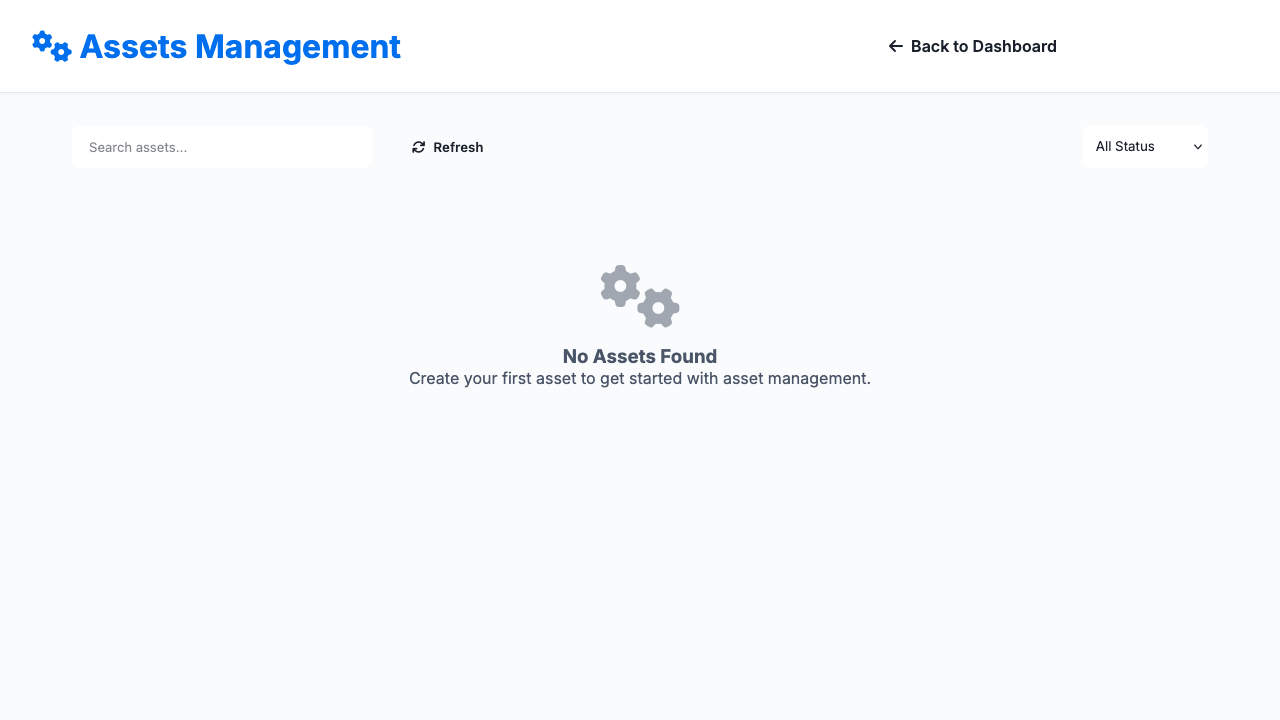 Assets Management
Back to Dashboard
Search assets...
Refresh
All Status
No Assets Found
Create your first asset to get started with asset management.